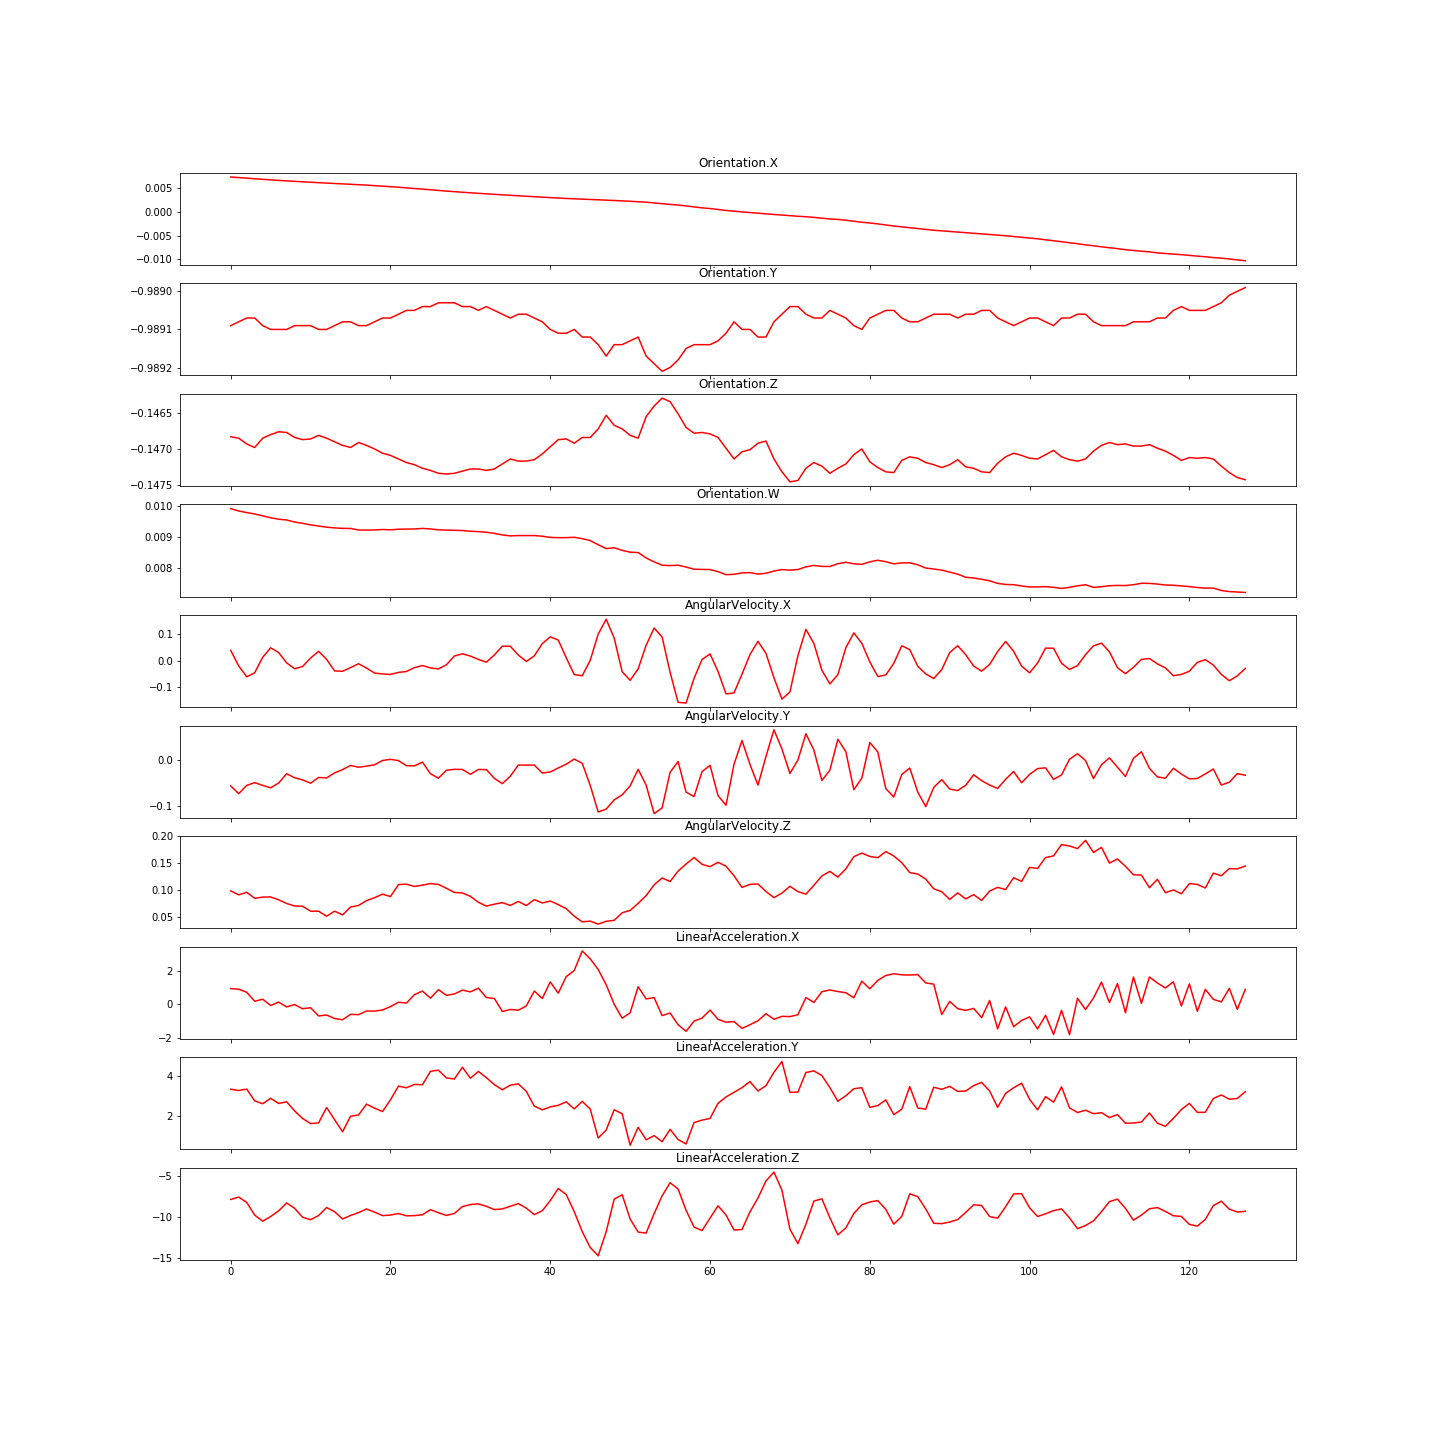 Orientation.X
0.005
0.000
−0.005
−0.010
Orientation.Y
−0.9890
−0.9891
−0.9892
Orientation.Z
−0.1465
−0.1470
−0.1475
Orientation.W
0.010
0.009
0.008
AngularVelocity.X
0.1
0.0
−0.1
AngularVelocity.Y
0.0
−0.1
AngularVelocity.Z
0.20
0.15
0.10
0.05
LinearAcceleration.X
2
0
−2
LinearAcceleration.Y
4
2
LinearAcceleration.Z
−5
−10
−15
0 20 40 60 80 100 120